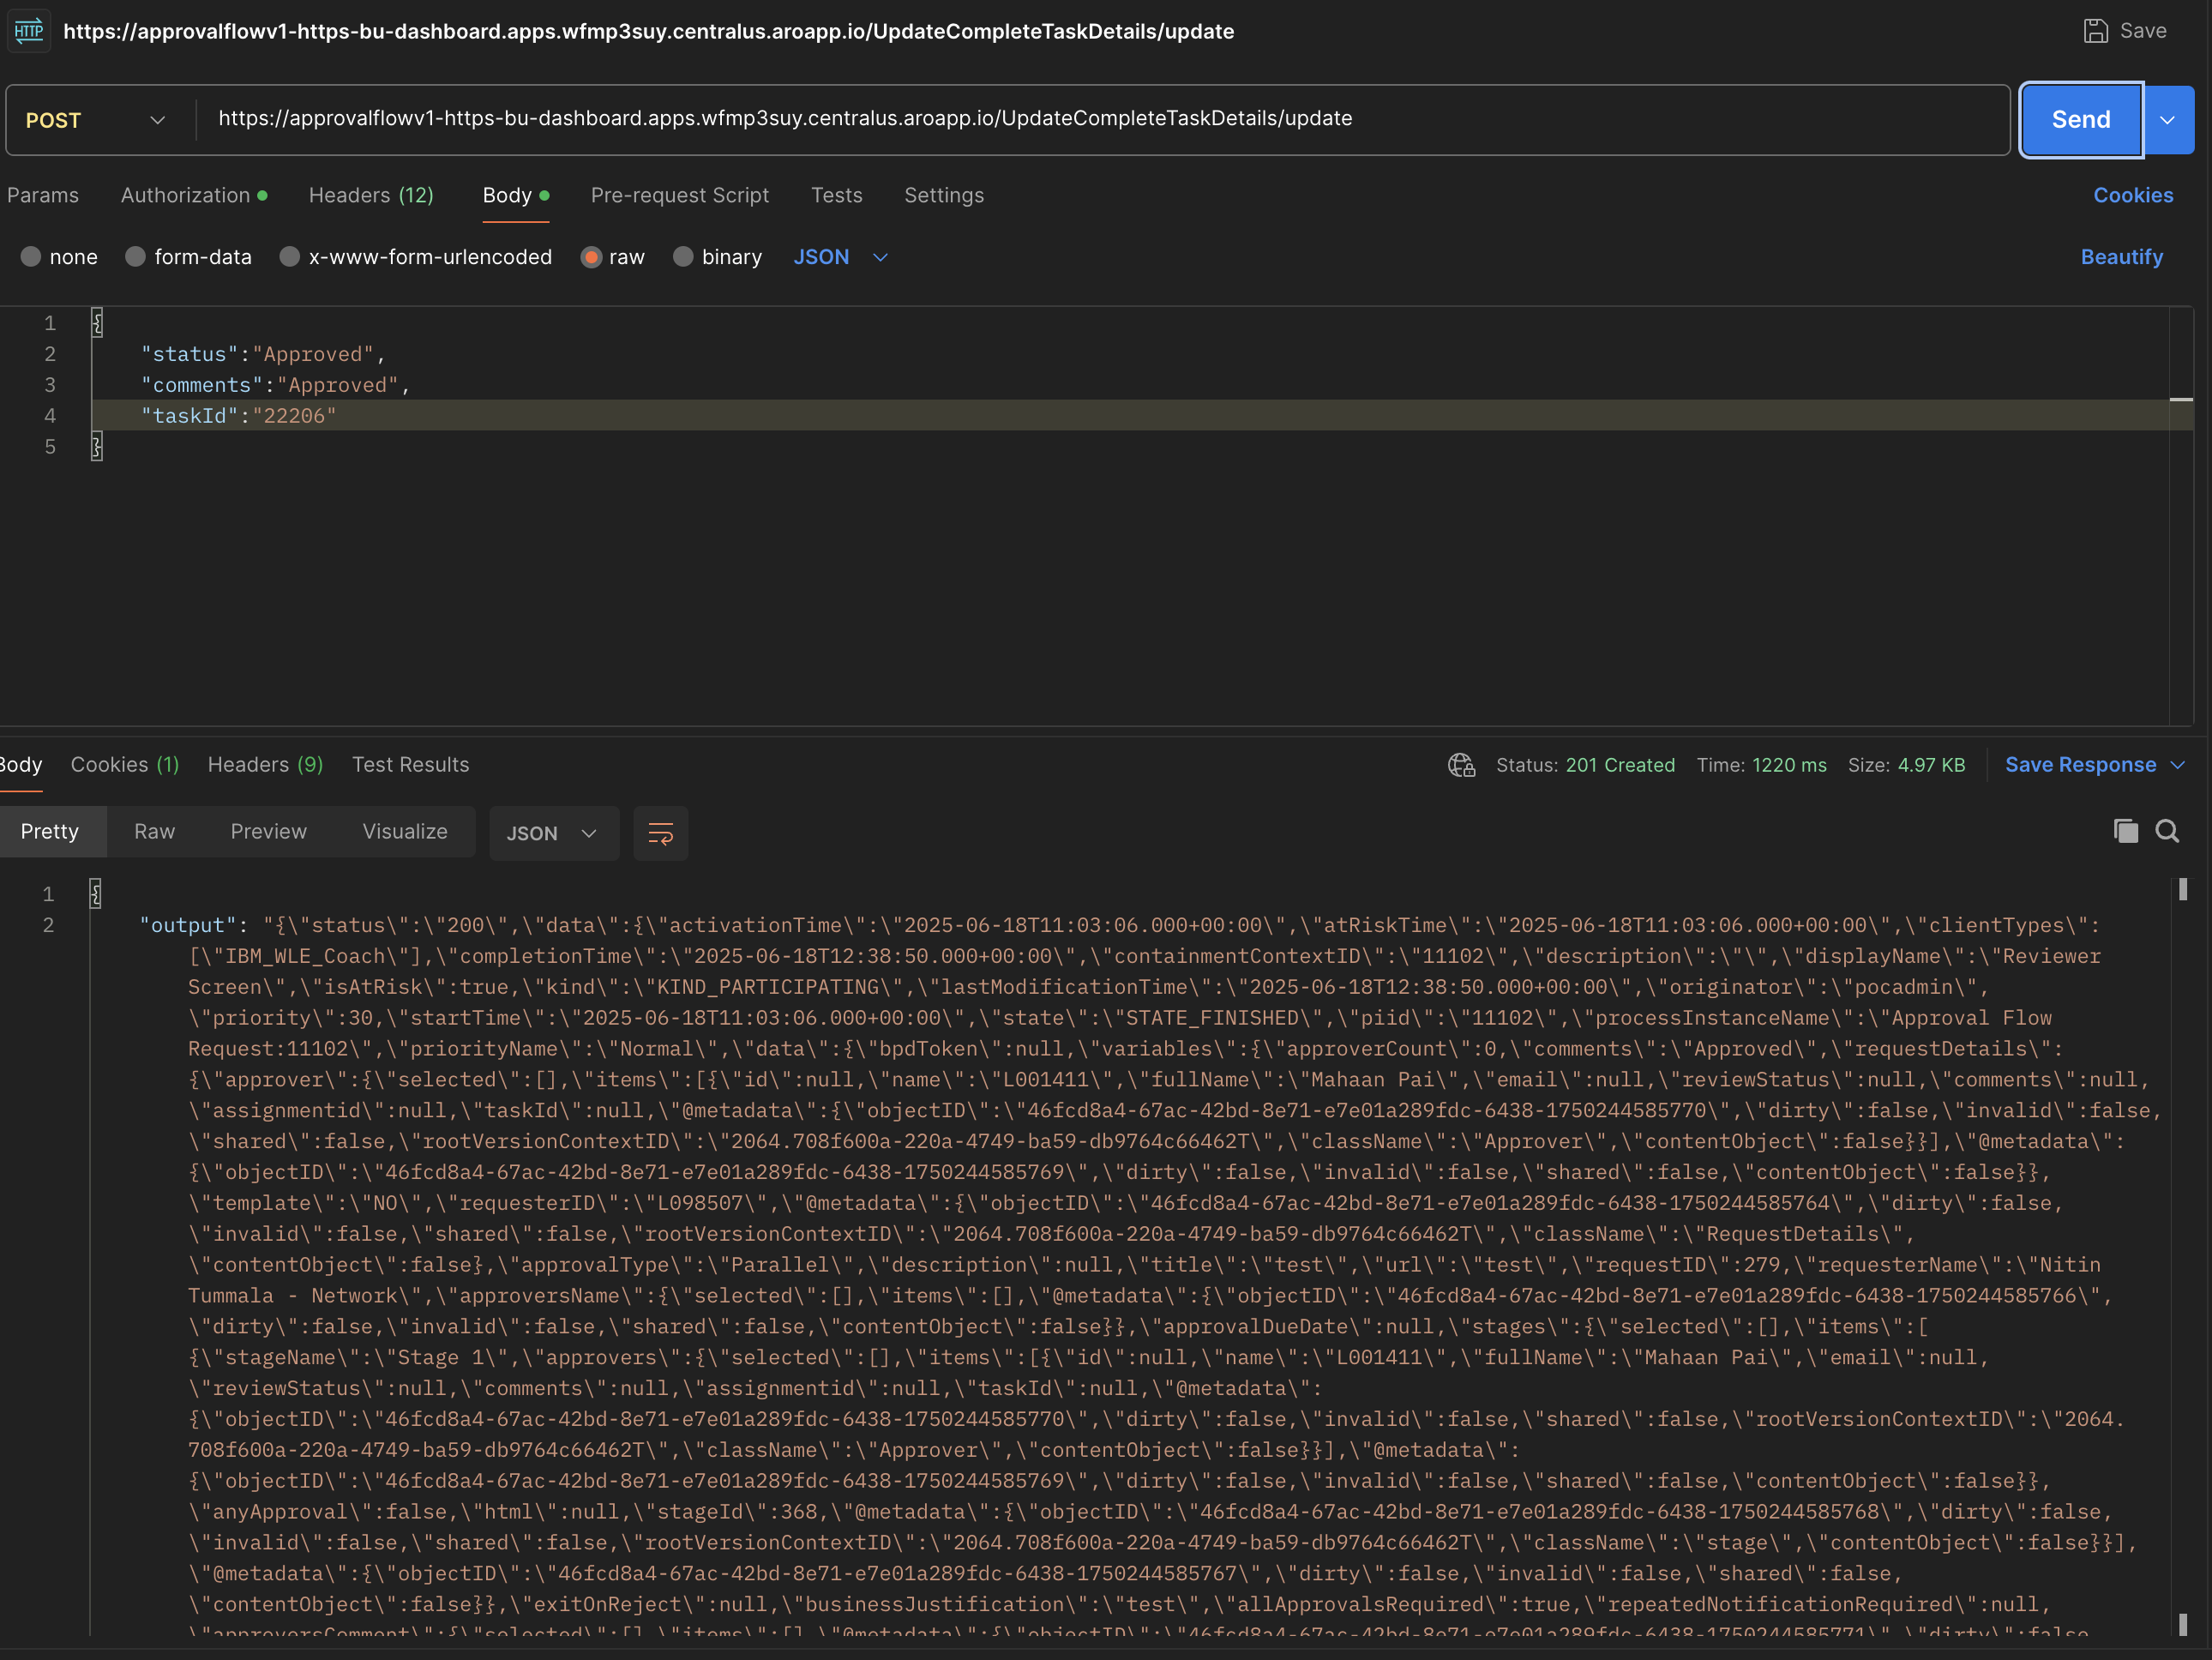 HTTP https://approvalflowv1-https-bu-dashboard.apps.wfmp3suy.centralus.aroapp.io/UpdateCompleteTaskDetails/update Save
POST https://approvalflowv1-https-bu-dashboard.apps.wfmp3suy.centralus.aroapp.io/UpdateCompleteTaskDetails/update Send
Params Authorization Headers (12) Body Pre-request Script Tests Settings Cookies
none form-data x-www-form-urlencoded raw binary JSON Beautify
1 {
2 "status":"Approved",
3 "comments":"Approved",
4 "taskId":"22206"
5 }
Body Cookies (1) Headers (9) Test Results Status: 201 Created Time: 1220 ms Size: 4.97 KB Save Response
Pretty Raw Preview Visualize JSON
1 {
2 "output": "{\"status\":\"200\",\"data\":{\"activationTime\":\"2025-06-18T11:03:06.000+00:00\",\"atRiskTime\":\"2025-06-18T11:03:06.000+00:00\",\"clientTypes\":
[\"IBM_WLE_Coach\"],\"completionTime\":\"2025-06-18T12:38:50.000+00:00\",\"containmentContextID\":\"11102\",\"description\":\"\",\"displayName\":\"Reviewer
Screen\",\"isAtRisk\":true,\"kind\":\"KIND_PARTICIPATING\",\"lastModificationTime\":\"2025-06-18T12:38:50.000+00:00\",\"originator\":\"pocadmin\",
\"priority\":30,\"startTime\":\"2025-06-18T11:03:06.000+00:00\",\"state\":\"STATE_FINISHED\",\"piid\":\"11102\",\"processInstanceName\":\"Approval Flow
Request:11102\",\"priorityName\":\"Normal\",\"data\":{\"bpdToken\":null,\"variables\":{\"approverCount\":0,\"comments\":\"Approved\",\"requestDetails\":
{\"approver\":{\"selected\":[],\"items\":[{\"id\":null,\"name\":\"L001411\",\"fullName\":\"Mahaan Pai\",\"email\":null,\"reviewStatus\":null,\"comments\":null,
\"assignmentid\":null,\"taskId\":null,\"@metadata\":{\"objectID\":\"46fcd8a4-67ac-42bd-8e71-e7e01a289fdc-6438-1750244585770\",\"dirty\":false,\"invalid\":false,
\"shared\":false,\"rootVersionContextID\":\"2064.708f600a-220a-4749-ba59-db9764c66462T\",\"className\":\"Approver\",\"contentObject\":false}}],\"@metadata\":
{\"objectID\":\"46fcd8a4-67ac-42bd-8e71-e7e01a289fdc-6438-1750244585769\",\"dirty\":false,\"invalid\":false,\"shared\":false,\"contentObject\":false}},
\"template\":\"NO\",\"requesterID\":\"L098507\",\"@metadata\":{\"objectID\":\"46fcd8a4-67ac-42bd-8e71-e7e01a289fdc-6438-1750244585764\",\"dirty\":false,
\"invalid\":false,\"shared\":false,\"rootVersionContextID\":\"2064.708f600a-220a-4749-ba59-db9764c66462T\",\"className\":\"RequestDetails\",
\"contentObject\":false},\"approvalType\":\"Parallel\",\"description\":null,\"title\":\"test\",\"url\":\"test\",\"requestID\":279,\"requesterName\":\"Nitin
Tummala - Network\",\"approversName\":{\"selected\":[],\"items\":[],\"@metadata\":{\"objectID\":\"46fcd8a4-67ac-42bd-8e71-e7e01a289fdc-6438-1750244585766\",
\"dirty\":false,\"invalid\":false,\"shared\":false,\"contentObject\":false}},\"approvalDueDate\":null,\"stages\":{\"selected\":[],\"items\":[
{\"stageName\":\"Stage 1\",\"approvers\":{\"selected\":[],\"items\":[{\"id\":null,\"name\":\"L001411\",\"fullName\":\"Mahaan Pai\",\"email\":null,
\"reviewStatus\":null,\"comments\":null,\"assignmentid\":null,\"taskId\":null,\"@metadata\":
{\"objectID\":\"46fcd8a4-67ac-42bd-8e71-e7e01a289fdc-6438-1750244585770\",\"dirty\":false,\"invalid\":false,\"shared\":false,\"rootVersionContextID\":\"2064.
708f600a-220a-4749-ba59-db9764c66462T\",\"className\":\"Approver\",\"contentObject\":false}}],\"@metadata\":
{\"objectID\":\"46fcd8a4-67ac-42bd-8e71-e7e01a289fdc-6438-1750244585769\",\"dirty\":false,\"invalid\":false,\"shared\":false,\"contentObject\":false}},
\"anyApproval\":false,\"html\":null,\"stageId\":368,\"@metadata\":{\"objectID\":\"46fcd8a4-67ac-42bd-8e71-e7e01a289fdc-6438-1750244585768\",\"dirty\":false,
\"invalid\":false,\"shared\":false,\"rootVersionContextID\":\"2064.708f600a-220a-4749-ba59-db9764c66462T\",\"className\":\"stage\",\"contentObject\":false}}],
\"@metadata\":{\"objectID\":\"46fcd8a4-67ac-42bd-8e71-e7e01a289fdc-6438-1750244585767\",\"dirty\":false,\"invalid\":false,\"shared\":false,
\"contentObject\":false}},\"exitOnReject\":null,\"businessJustification\":\"test\",\"allApprovalsRequired\":true,\"repeatedNotificationRequired\":null,
\"approversComment\":{\"selected\":[],\"items\":[],\"@metadata\":{\"objectID\":\"46fcd8a4-67ac-42bd-8e71-e7e01a289fdc-6438-1750244585771\",\"dirty\":false